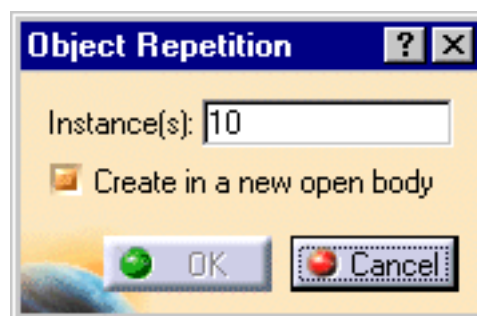 Object Repetition ? X
Instance(s): 10
Create in a new open body
OK Cancel